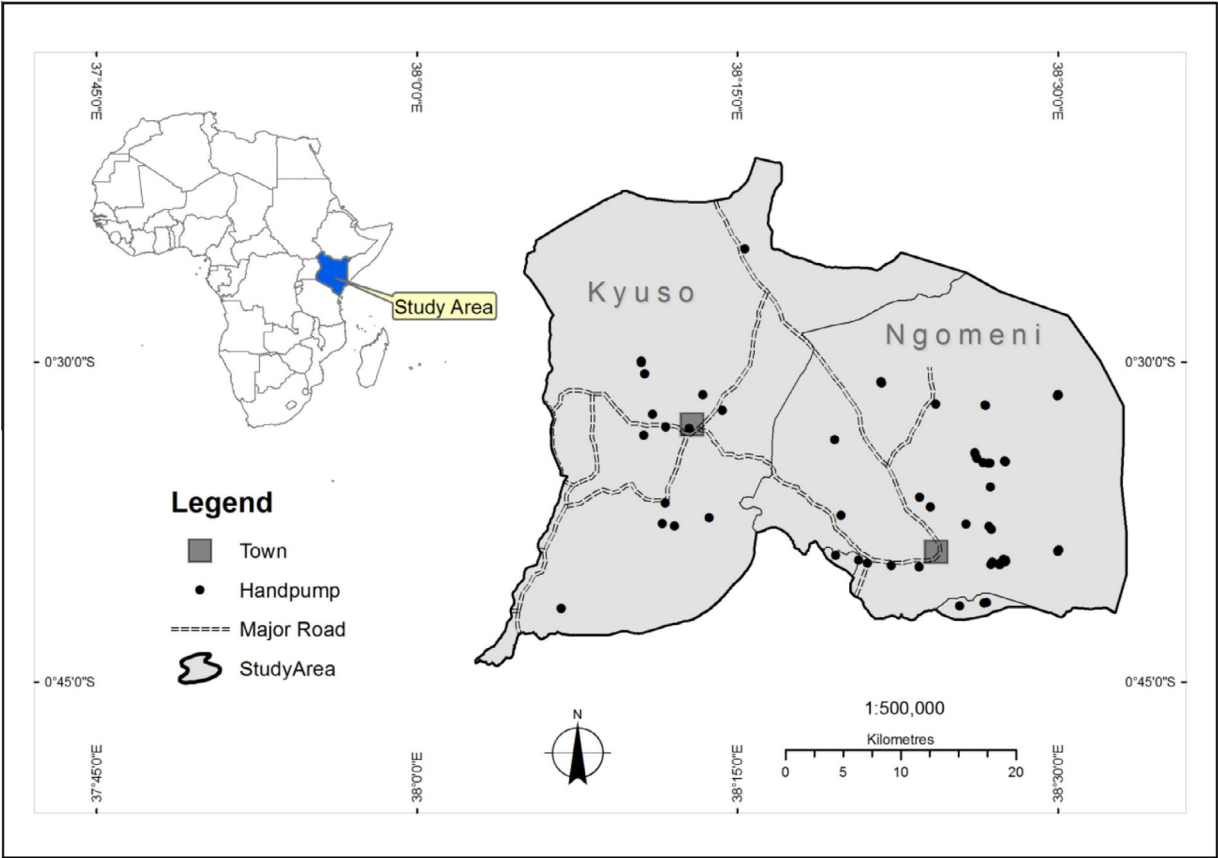 37°45'0"E
38°0'0"E
38°15'0"E
38°30'0"E
Study Area
Kyuso
Ngomeni
0°30'0"S
0°30'0"S
Legend
Town
Handpump
Major Road
StudyArea
0°45'0"S
0°45'0"S
N
1:500,000
Kilometres
0 5 10 20
37°45'0"E
38°0'0"E
38°15'0"E
38°30'0"E